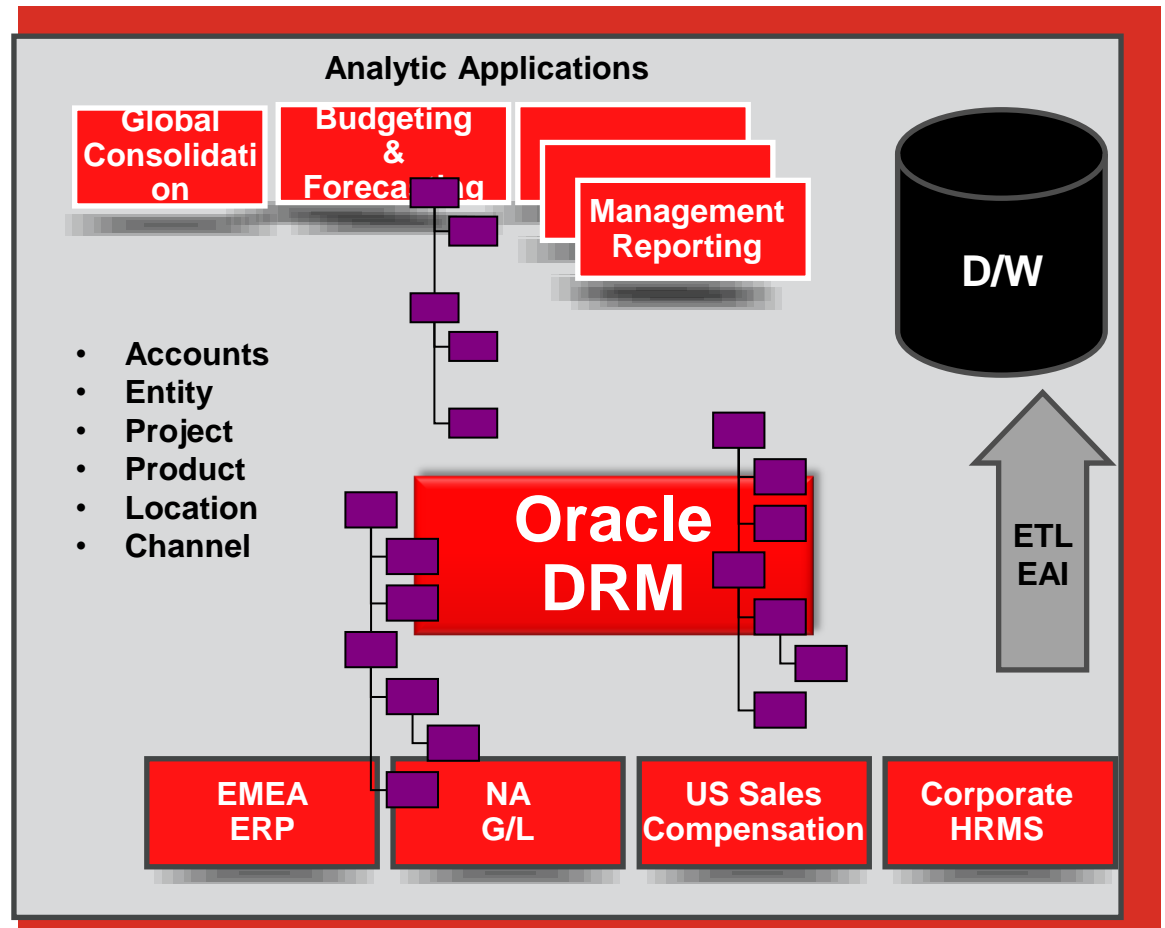 Analytic Applications
Global
Consolidati
on
Budgeting
&
Forecasting
Management
Reporting
D/W
• Accounts
• Entity
• Project
• Product
• Location
• Channel
Oracle
DRM
ETL
EAI
EMEA
ERP
NA
G/L
US Sales
Compensation
Corporate
HRMS